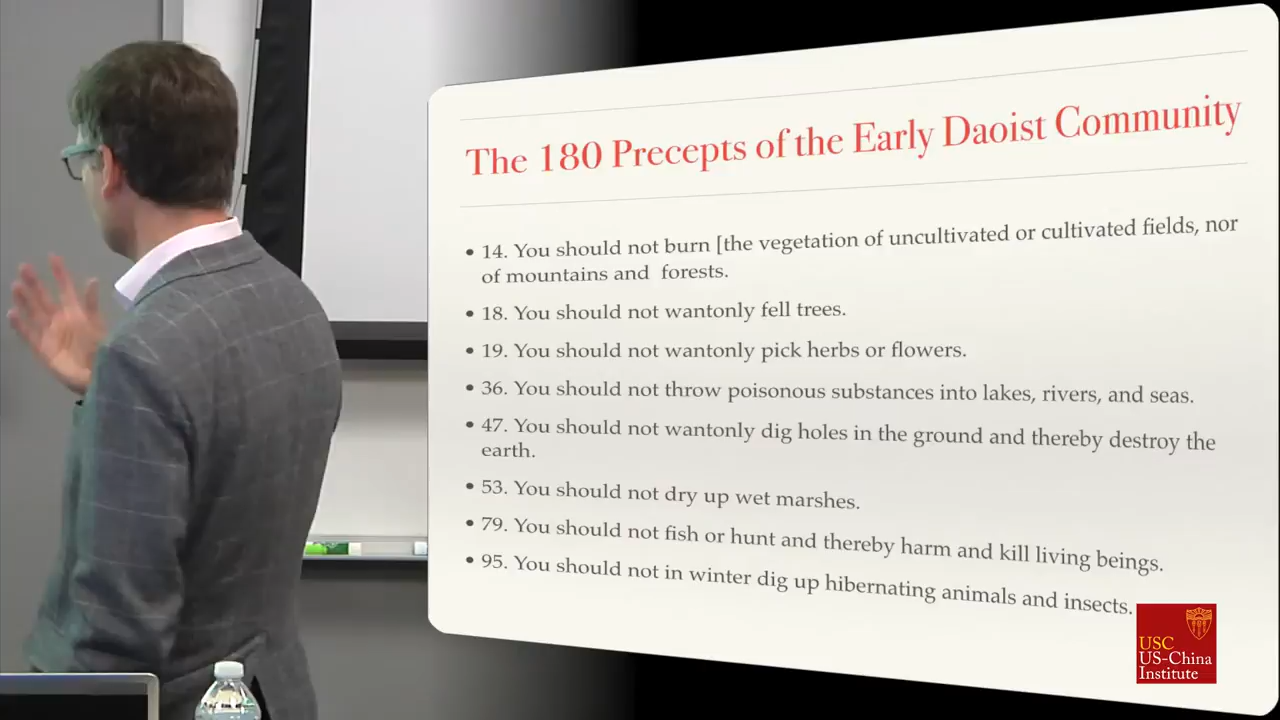 The 180 Precepts of the Early Daoist Community
• 14. You should not burn [the vegetation of uncultivated or cultivated fields, nor
of mountains and forests.
• 18. You should not wantonly fell trees.
• 19. You should not wantonly pick herbs or flowers.
• 36. You should not throw poisonous substances into lakes, rivers, and seas.
• 47. You should not wantonly dig holes in the ground and thereby destroy the
earth.
• 53. You should not dry up wet marshes.
• 79. You should not fish or hunt and thereby harm and kill living beings.
• 95. You should not in winter dig up hibernating animals and insects.
USC
US-China
Institute